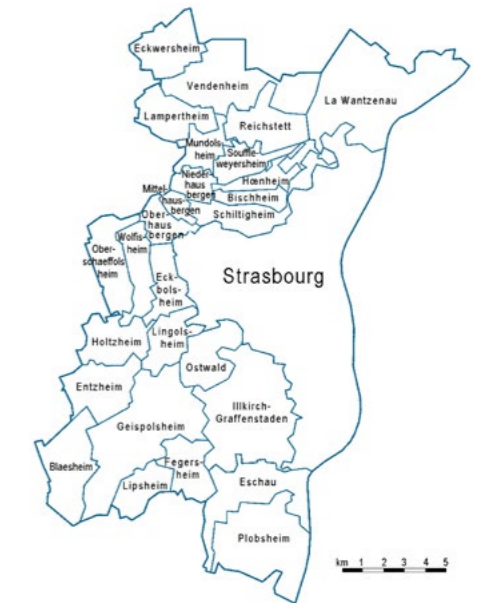 Eckwersheim
Vendenheim
La Wantzenau
Lampertheim
Reichstett
Mundols
heim
Souffle
weyersheim
Nieder
haus
bergen
Hœnheim
Mittel-
haus
bergen
Bischheim
Schiltigheim
Ober-
haus
bergen
Wolfis-
heim
Ober-
schaeffols
heim
Strasbourg
Eck-
bols-
heim
Holtzheim
Lingols-
heim
Ostwald
Entzheim
Illkirch-
Graffenstaden
Geispolsheim
Blaesheim
Fegers-
heim
Lipsheim
Eschau
Plobsheim
km 1 2 3 4 5